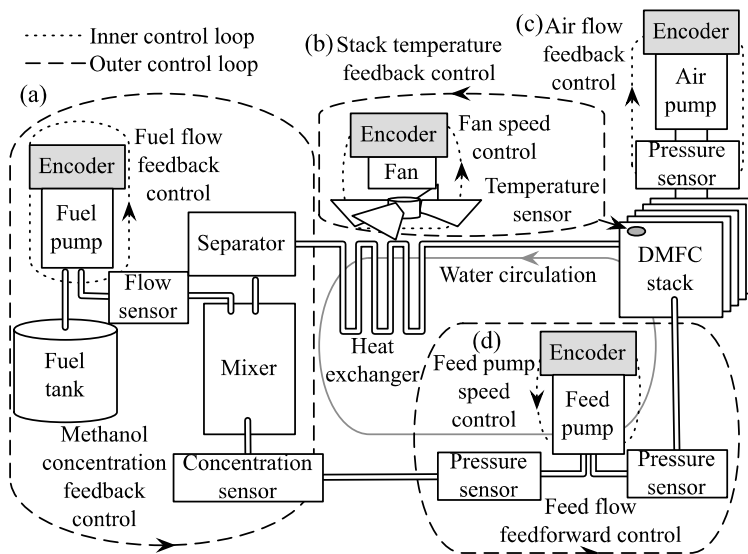 Inner control loop
Outer control loop
(a)
Encoder
Fuel
pump
Fuel flow
feedback
control
Flow
sensor
Fuel
tank
Separator
Mixer
Methanol
concentration
feedback
control
Concentration
sensor
(b)
Stack temperature
feedback control
Encoder
Fan
Fan speed
control
Temperature
sensor
(c)
Air flow
feedback
control
Encoder
Air
pump
Pressure
sensor
DMFC
stack
Water circulation
Heat
exchanger
(d)
Feed pump
speed
control
Encoder
Feed
pump
Pressure
sensor
Pressure
sensor
Feed flow
feedforward control